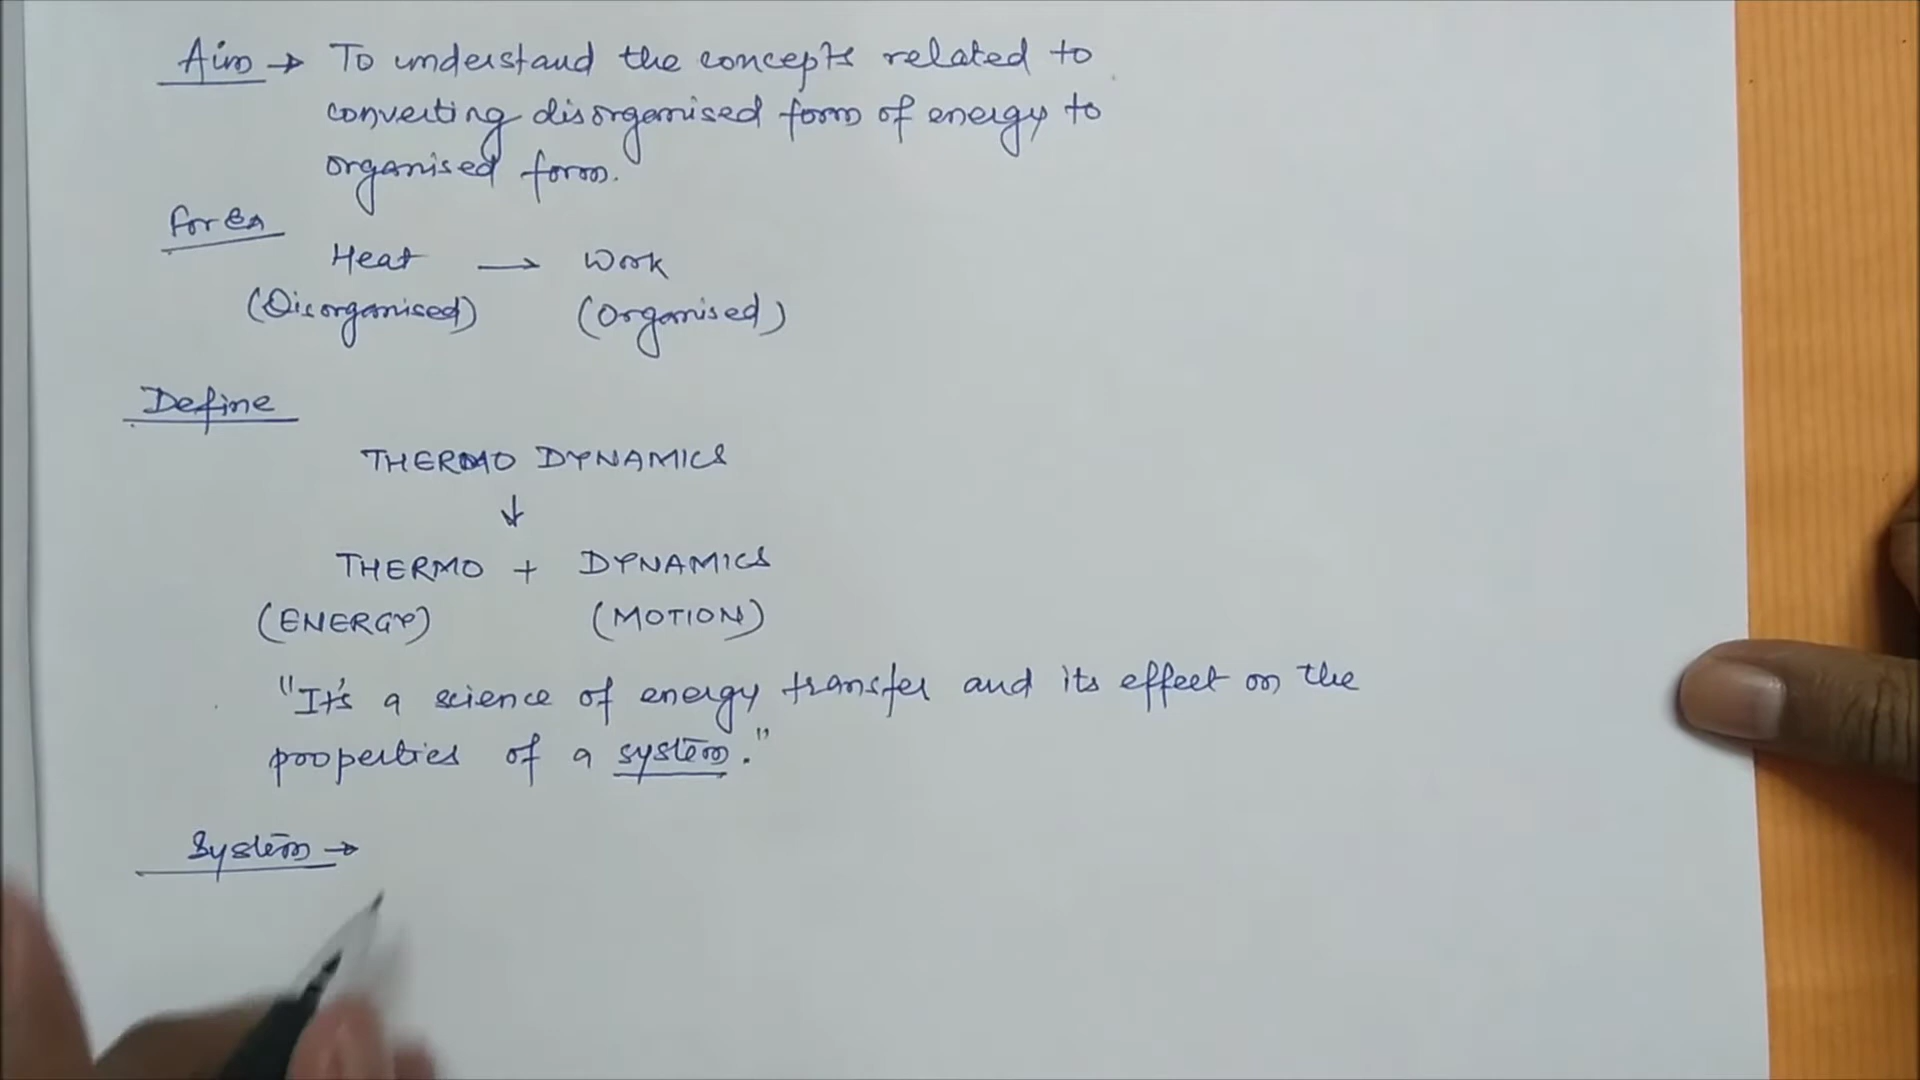 Aim → To understand the concepts related to
converting disorganised form of energy to
organised form.
For Ex
Heat → Work
(Disorganised) (Organised)
Define
THERMO DYNAMICS
↓
THERMO + DYNAMICS
(ENERGY) (MOTION)
"It's a science of energy transfer and its effect on the
properties of a system."
System →